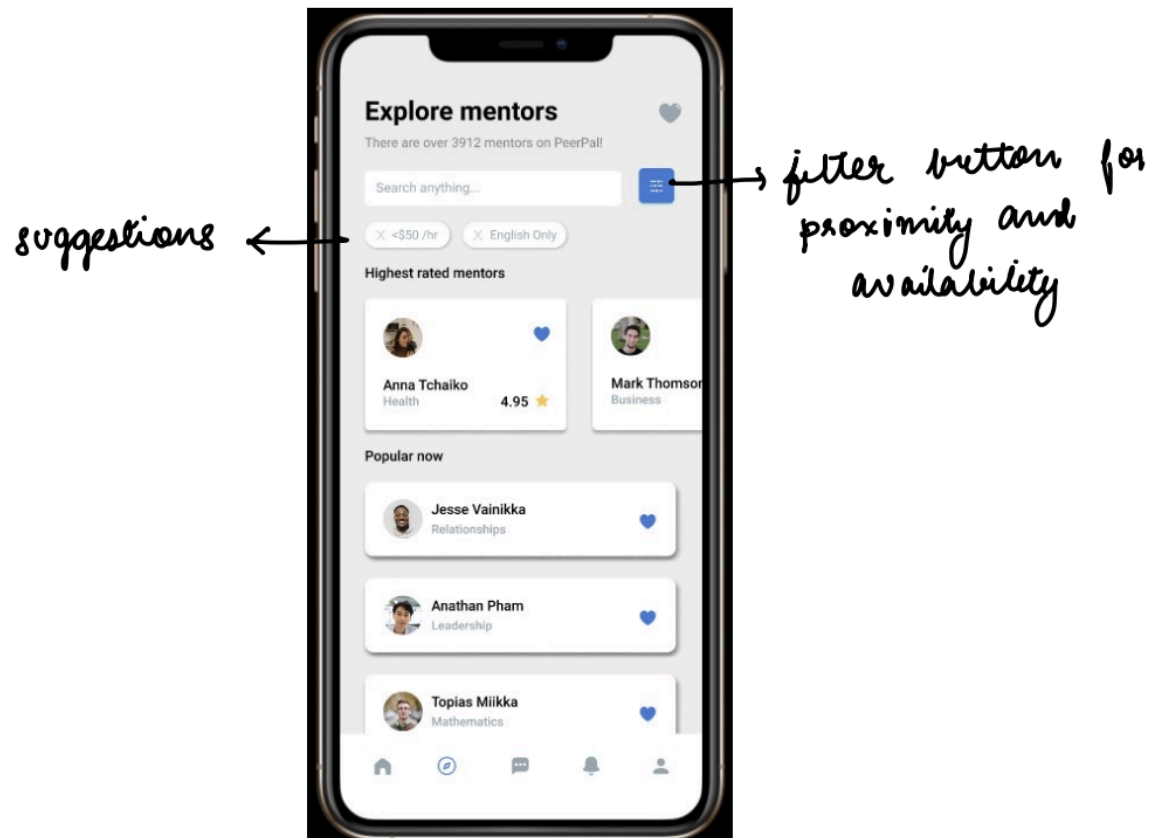 Explore mentors
There are over 3912 mentors on PeerPal!
Search anything...
filter button for
proximity and
availability
suggestions
X <$50 /hr X English Only
Highest rated mentors
Anna Tchaiko
Health
4.95
Mark Thomson
Business
Popular now
Jesse Vainikka
Relationships
Anathan Pham
Leadership
Topias Miikka
Mathematics